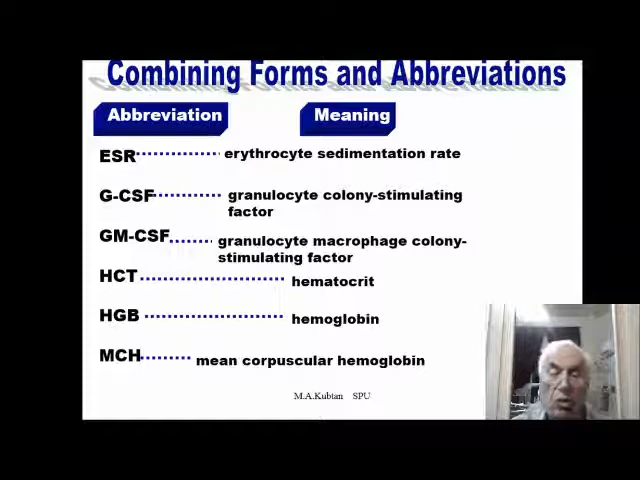 Combining Forms and Abbreviations
Abbreviation Meaning
ESR erythrocyte sedimentation rate
G-CSF granulocyte colony-stimulating
factor
GM-CSF granulocyte macrophage colony-
stimulating factor
HCT hematocrit
HGB hemoglobin
MCH mean corpuscular hemoglobin
M.A.Kubtan SPU